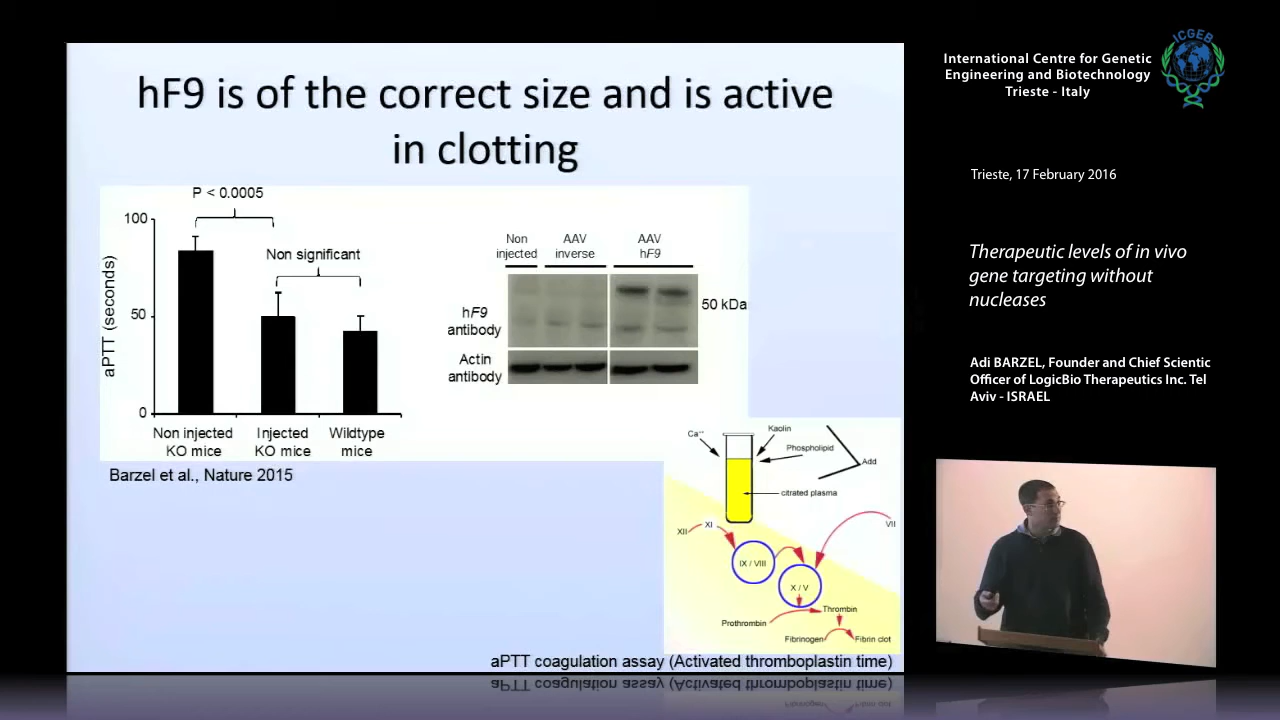 hF9 is of the correct size and is active
in clotting
P < 0.0005
Non significant
aPTT (seconds)
100
50
0
Non injected
KO mice
Injected
KO mice
Wildtype
mice
Barzel et al., Nature 2015
Non
injected
AAV
inverse
AAV
hF9
50 kDa
hF9
antibody
Actin
antibody
Ca⁺⁺
Kaolin
Phospholipid
Add
citrated plasma
XII
XI
VII
IX / VIII
X / V
Prothrombin
Thrombin
Fibrinogen
Fibrin clot
aPTT coagulation assay (Activated thromboplastin time)
ICGEB
International Centre for Genetic
Engineering and Biotechnology
Trieste - Italy
Trieste, 17 February 2016
Therapeutic levels of in vivo
gene targeting without
nucleases
Adi BARZEL, Founder and Chief Scientic
Officer of LogicBio Therapeutics Inc. Tel
Aviv - ISRAEL